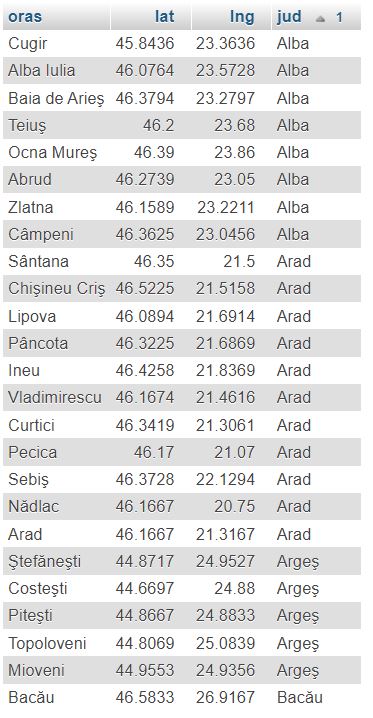 oras lat lng jud 1
Cugir 45.8436 23.3636 Alba
Alba Iulia 46.0764 23.5728 Alba
Baia de Arieş 46.3794 23.2797 Alba
Teiuş 46.2 23.68 Alba
Ocna Mureş 46.39 23.86 Alba
Abrud 46.2739 23.05 Alba
Zlatna 46.1589 23.2211 Alba
Câmpeni 46.3625 23.0456 Alba
Sântana 46.35 21.5 Arad
Chişineu Criş 46.5225 21.5158 Arad
Lipova 46.0894 21.6914 Arad
Pâncota 46.3225 21.6869 Arad
Ineu 46.4258 21.8369 Arad
Vladimirescu 46.1674 21.4616 Arad
Curtici 46.3419 21.3061 Arad
Pecica 46.17 21.07 Arad
Sebiş 46.3728 22.1294 Arad
Nădlac 46.1667 20.75 Arad
Arad 46.1667 21.3167 Arad
Ştefăneşti 44.8717 24.9527 Argeş
Costeşti 44.6697 24.88 Argeş
Piteşti 44.8667 24.8833 Argeş
Topoloveni 44.8069 25.0839 Argeş
Mioveni 44.9553 24.9356 Argeş
Bacău 46.5833 26.9167 Bacău